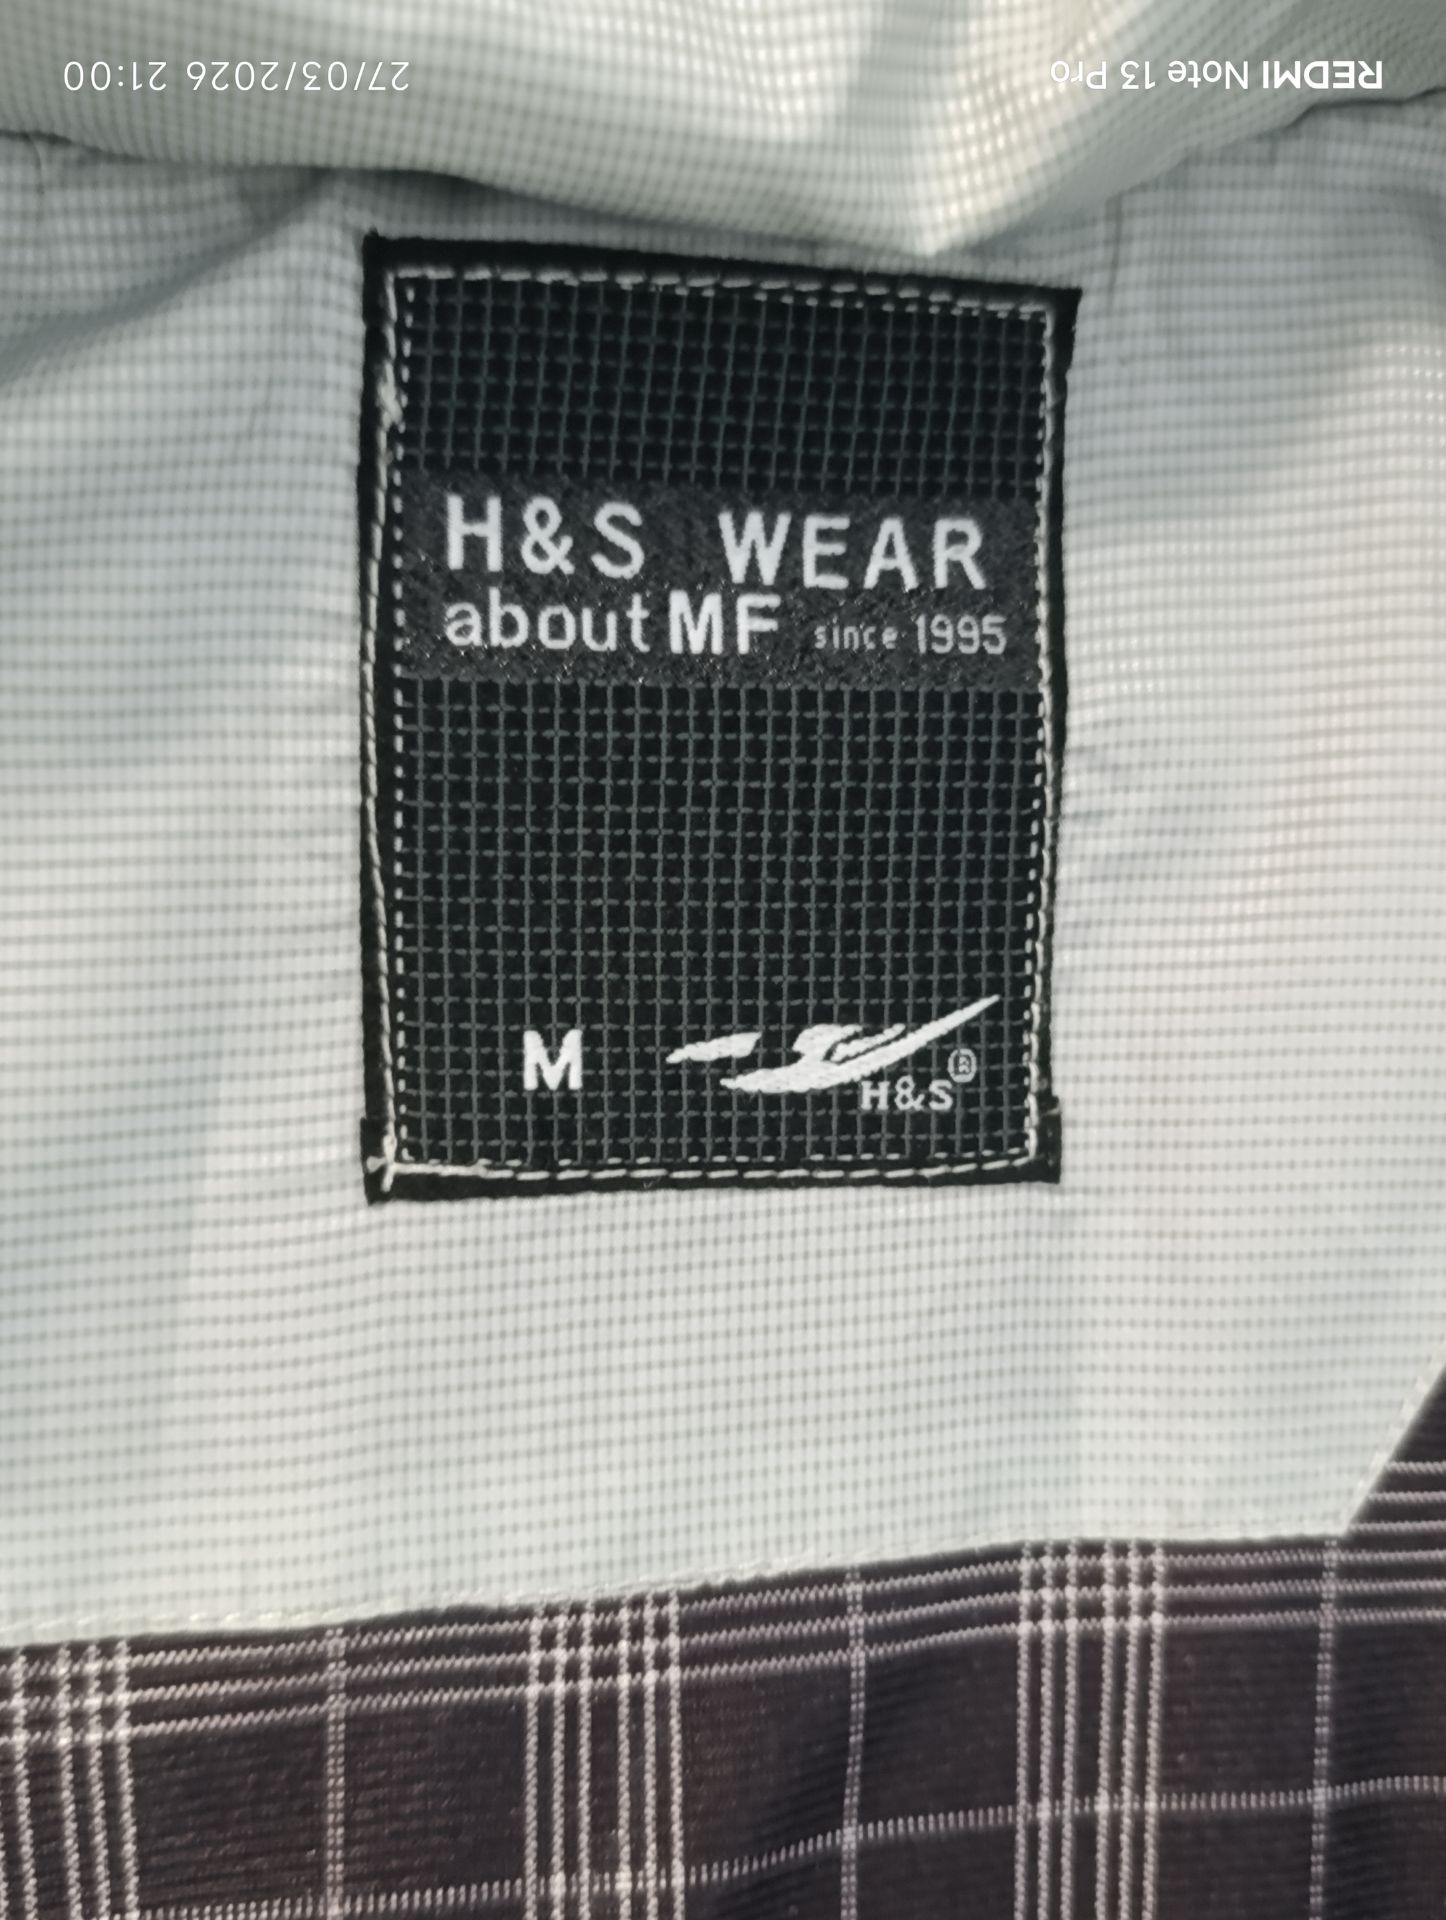 REDMI Note 13 Pro
27/03/2026 21:00
H&S WEAR
about MF since 1995
M
H&S®